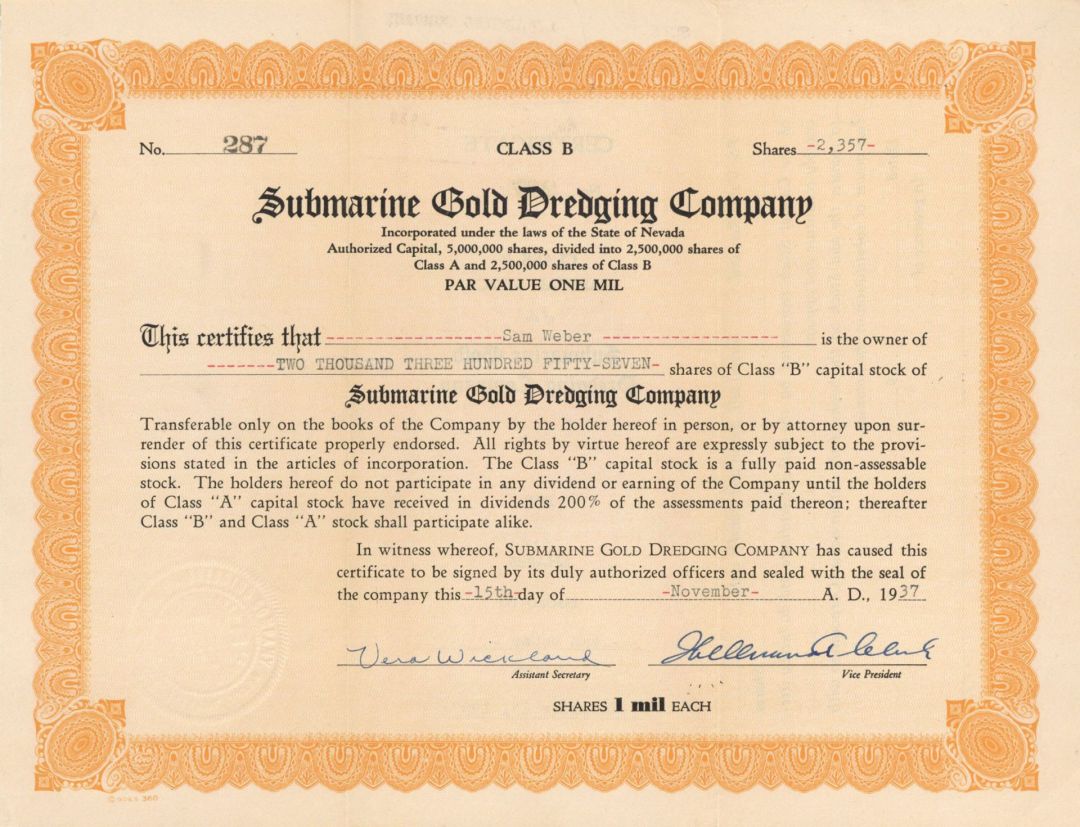 No. 287 CLASS B Shares -2,357-
Submarine Gold Dredging Company
Incorporated under the laws of the State of Nevada
Authorized Capital, 5,000,000 shares, divided into 2,500,000 shares of
Class A and 2,500,000 shares of Class B
PAR VALUE ONE MIL
This certifies that Sam Weber is the owner of
TWO THOUSAND THREE HUNDRED FIFTY-SEVEN- shares of Class "B" capital stock of
Submarine Gold Dredging Company
Transferable only on the books of the Company by the holder hereof in person, or by attorney upon sur-
render of this certificate properly endorsed. All rights by virtue hereof are expressly subject to the provi-
sions stated in the articles of incorporation. The Class "B" capital stock is a fully paid non-assessable
stock. The holders hereof do not participate in any dividend or earning of the Company until the holders
of Class "A" capital stock have received in dividends 200% of the assessments paid thereon; thereafter
Class "B" and Class "A" stock shall participate alike.
In witness whereof, SUBMARINE GOLD DREDGING COMPANY has caused this
certificate to be signed by its duly authorized officers and sealed with the seal of
the company this -15th- day of -November- A. D., 1937
Vera Wickland
Assistant Secretary Vice President
SHARES 1 mil EACH